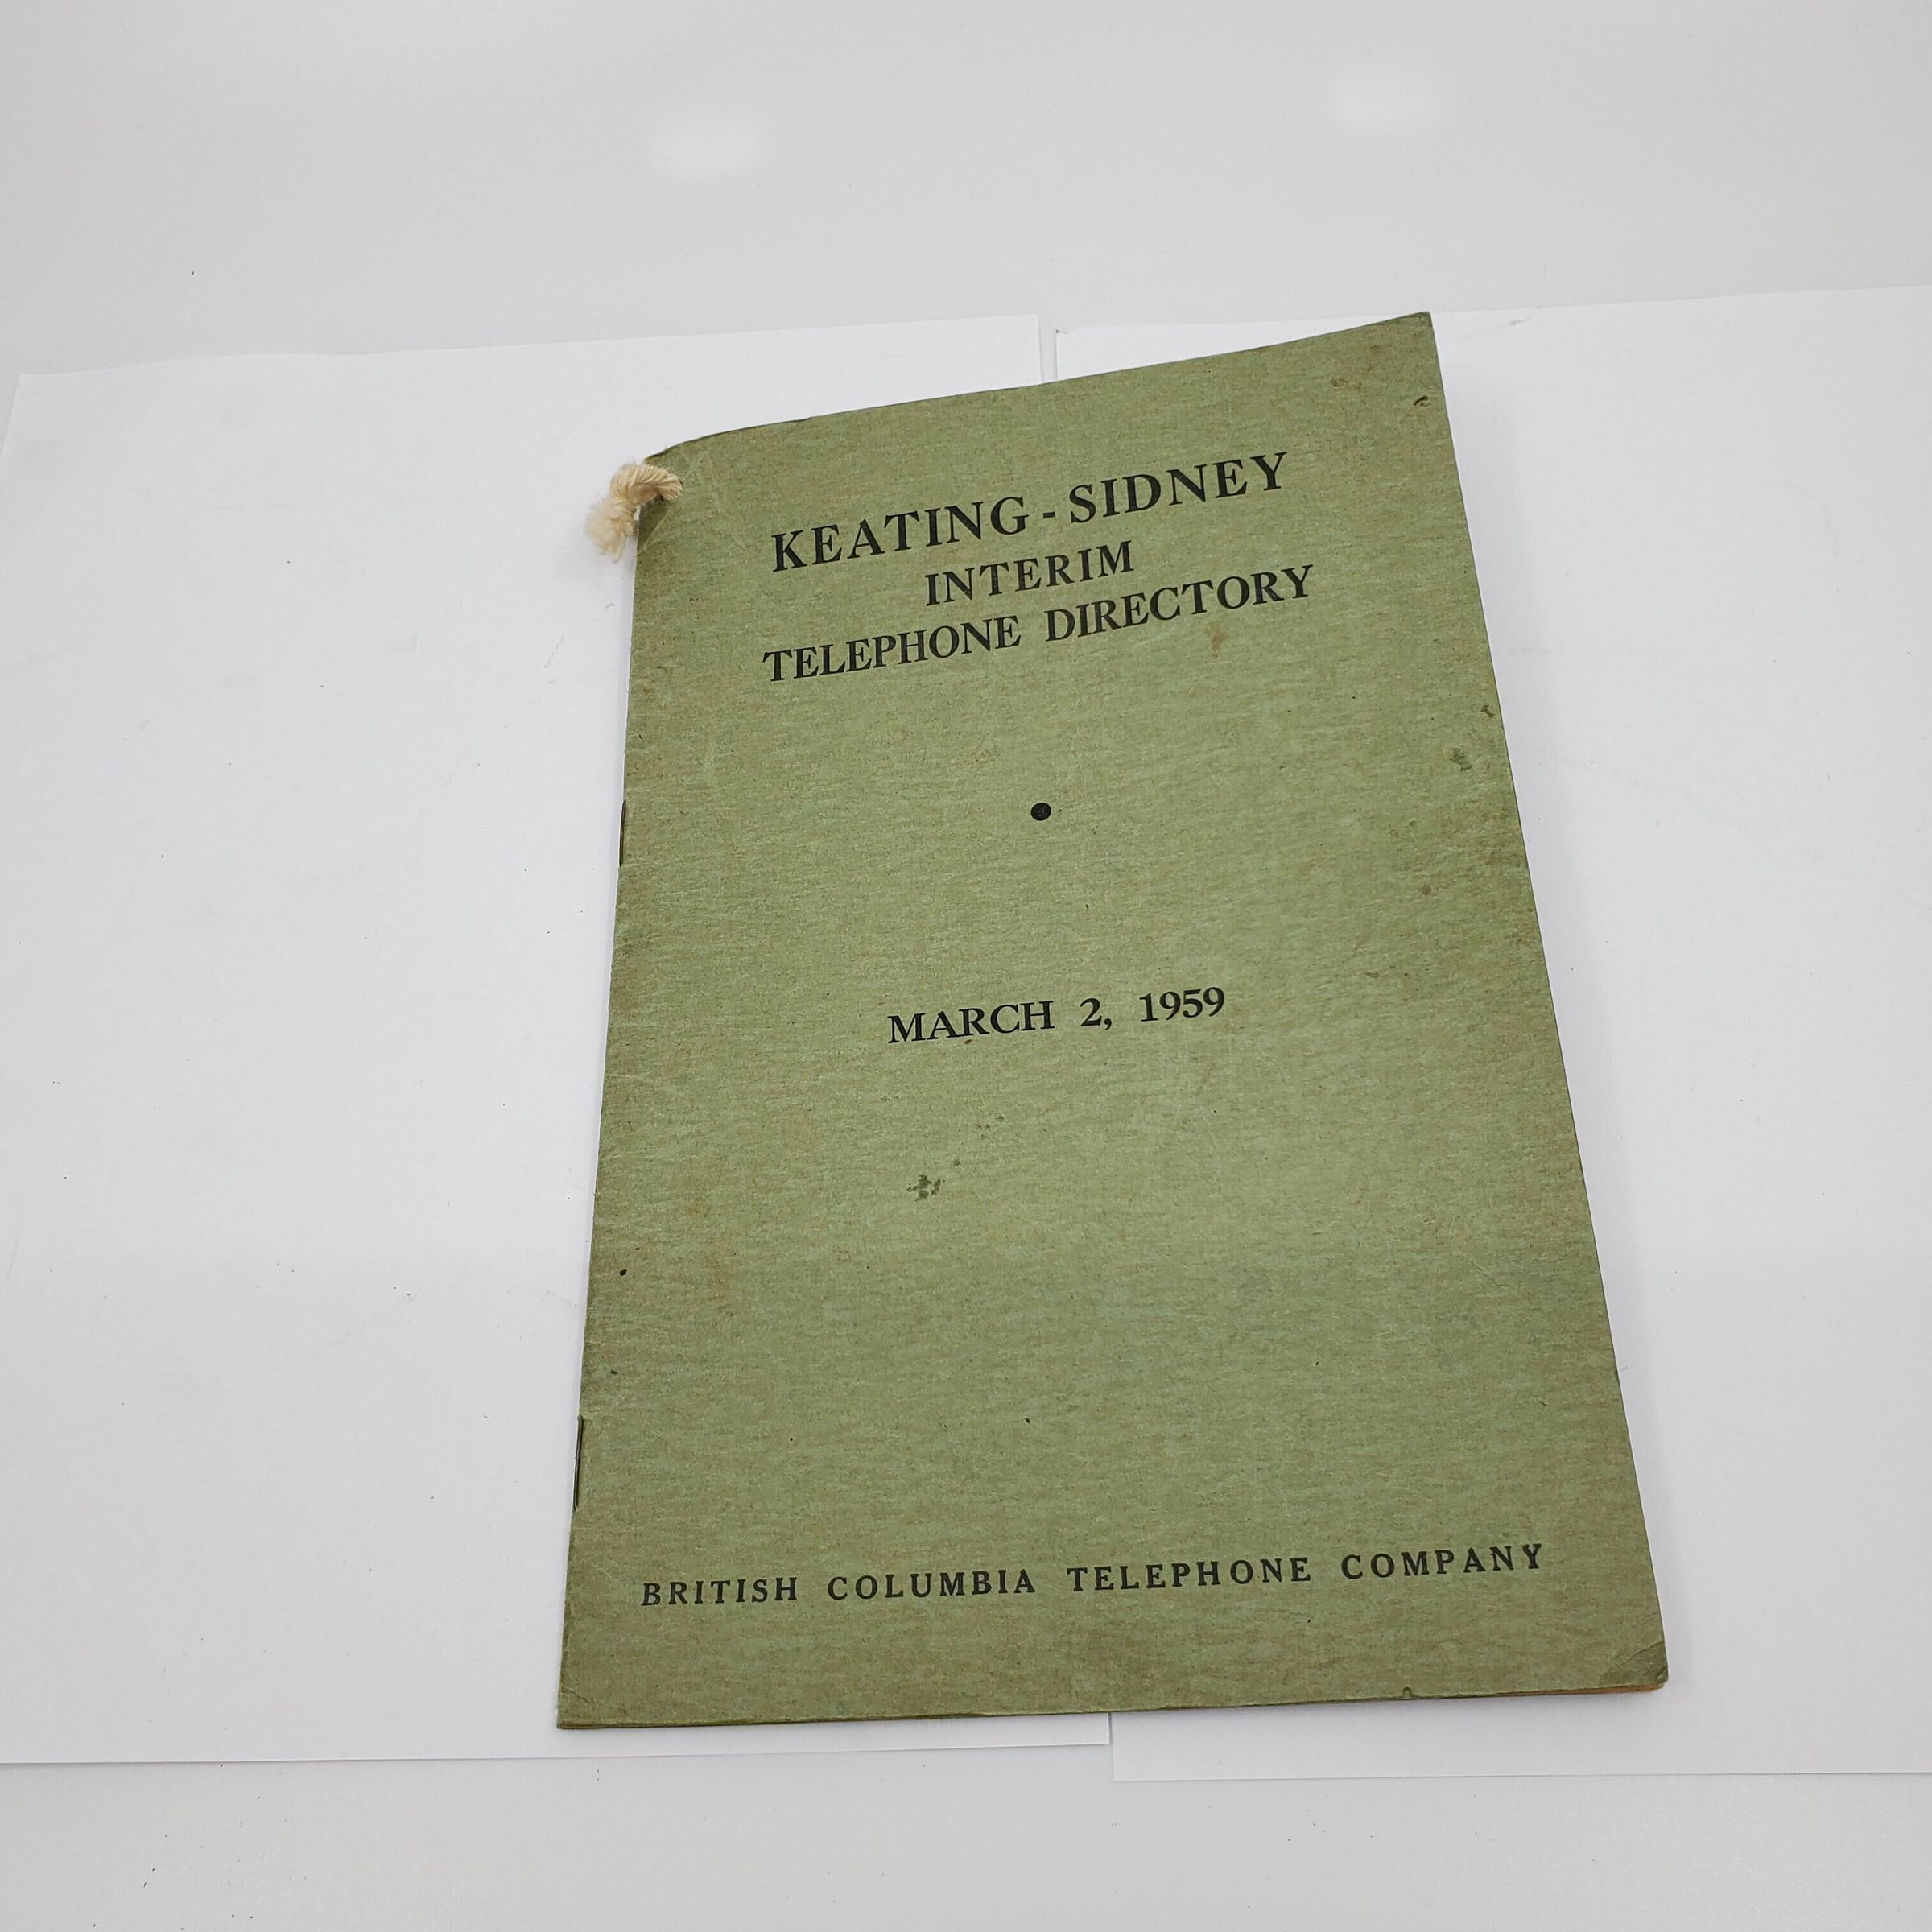 KEATING - SIDNEY
INTERIM
TELEPHONE DIRECTORY
MARCH 2, 1959
BRITISH COLUMBIA TELEPHONE COMPANY